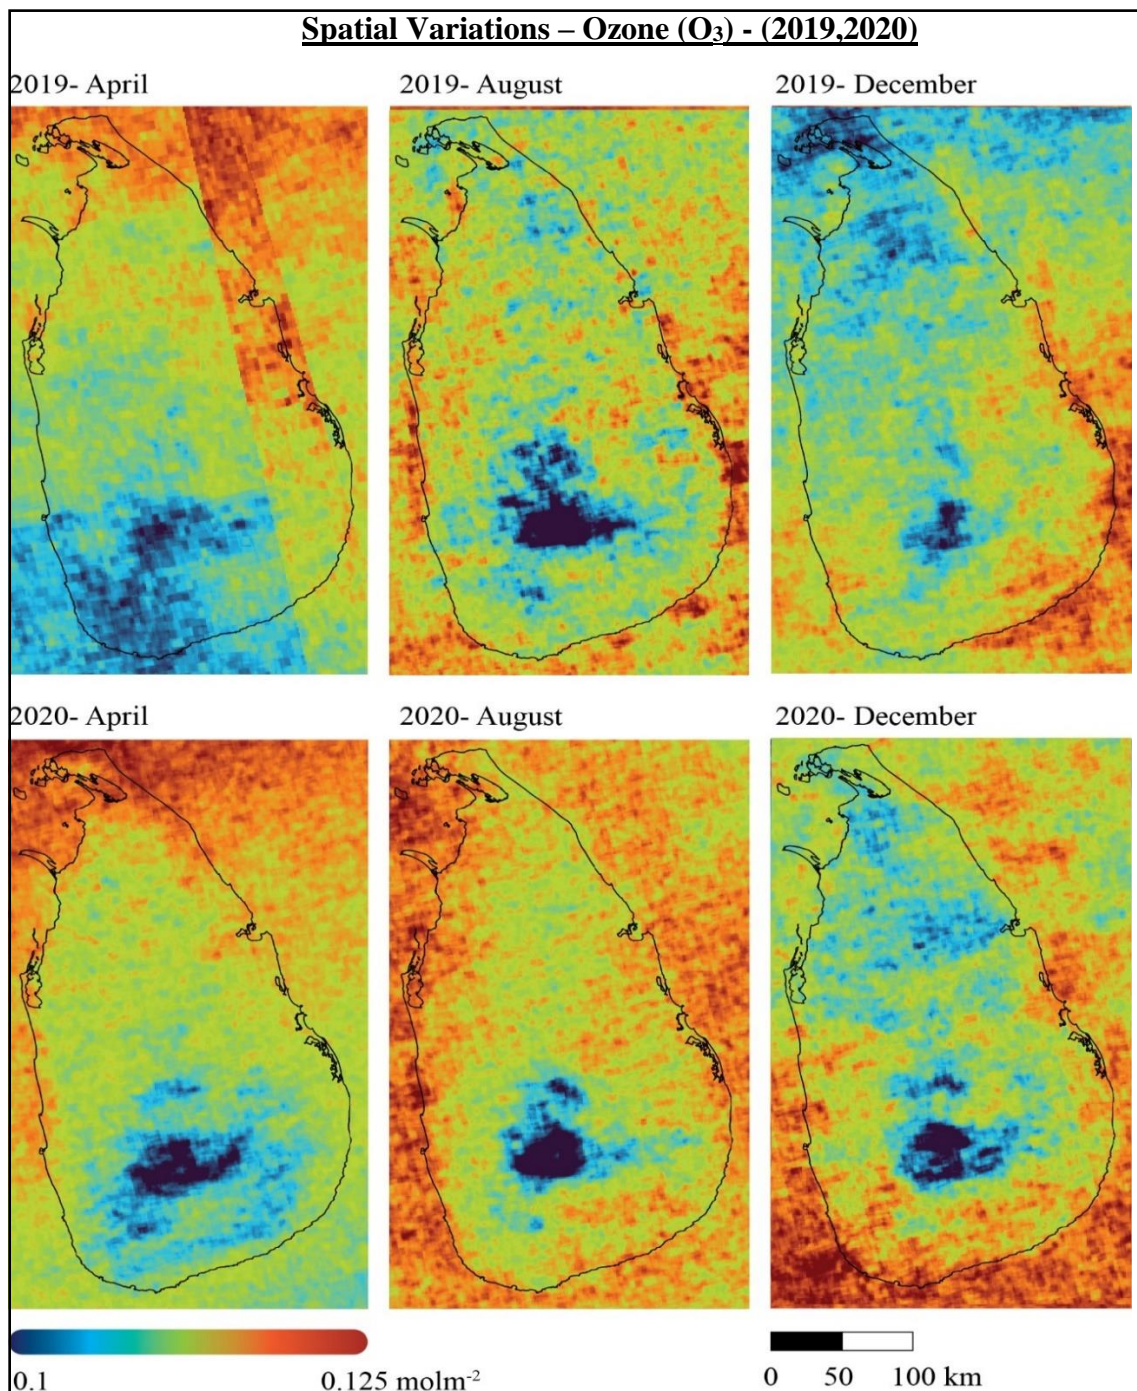 Spatial Variations – Ozone (O₃) - (2019,2020)
2019- April
2019- August
2019- December
2020- April
2020- August
2020- December
0.1
0.125 molm⁻²
0 50 100 km